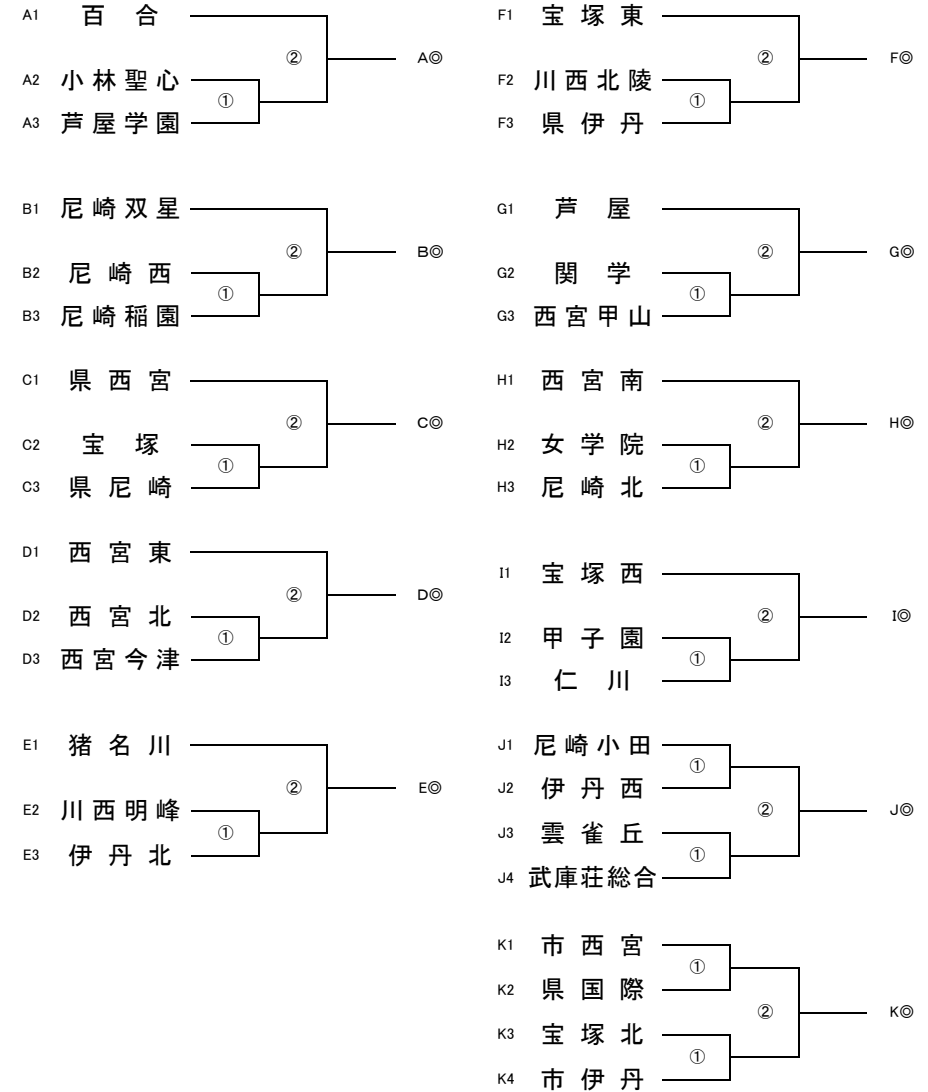 A1 百合
②
A◎
A2 小林聖心
①
A3 芦屋学園
B1 尼崎双星
②
B◎
B2 尼崎西
①
B3 尼崎稲園
C1 県西宮
②
C◎
C2 宝塚
①
C3 県尼崎
D1 西宮東
②
D◎
D2 西宮北
①
D3 西宮今津
E1 猪名川
②
E◎
E2 川西明峰
①
E3 伊丹北
F1 宝塚東
②
F◎
F2 川西北陵
①
F3 県伊丹
G1 芦屋
②
G◎
G2 関学
①
G3 西宮甲山
H1 西宮南
②
H◎
H2 女学院
①
H3 尼崎北
I1 宝塚西
②
I◎
I2 甲子園
①
I3 仁川
J1 尼崎小田
①
J2 伊丹西
②
J◎
J3 雲雀丘
①
J4 武庫荘総合
K1 市西宮
①
K2 県国際
②
K◎
K3 宝塚北
①
K4 市伊丹